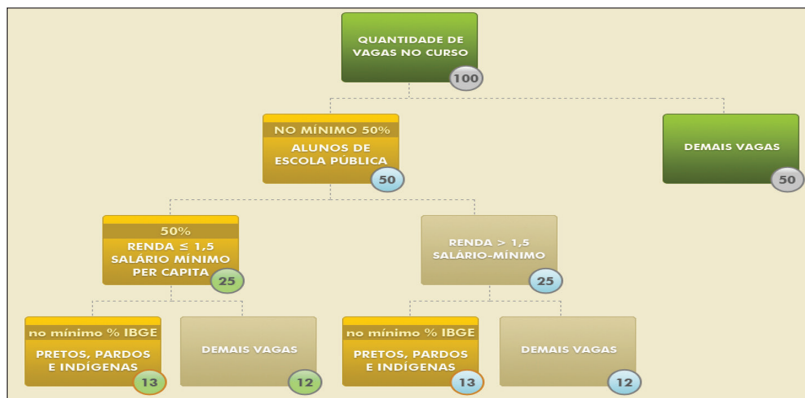 QUANTIDADE DE
VAGAS NO CURSO
100
NO MÍNIMO 50%
ALUNOS DE
ESCOLA PÚBLICA
50
DEMAIS VAGAS
50
50%
RENDA ≤ 1,5
SALÁRIO MÍNIMO
PER CAPITA
25
RENDA > 1,5
SALÁRIO-MÍNIMO
25
no mínimo % IBGE
PRETOS, PARDOS
E INDÍGENAS
13
DEMAIS VAGAS
12
no mínimo % IBGE
PRETOS, PARDOS
E INDÍGENAS
13
DEMAIS VAGAS
12